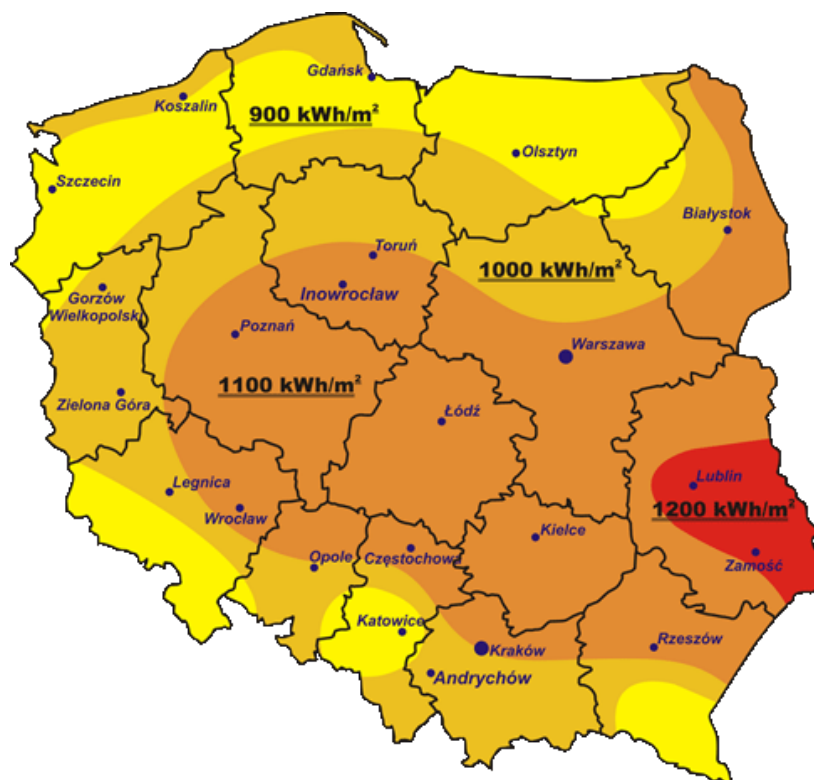 Gdańsk
Koszalin
900 kWh/m²
Olsztyn
Szczecin
Białystok
Toruń
1000 kWh/m²
Inowrocław
Gorzów
Wielkopolski
Poznań
Warszawa
1100 kWh/m²
Zielona Góra
Łódź
Legnica
Lublin
Wrocław
1200 kWh/m²
Kielce
Opole
Częstochowa
Zamość
Katowice
Kraków
Rzeszów
Andrychów